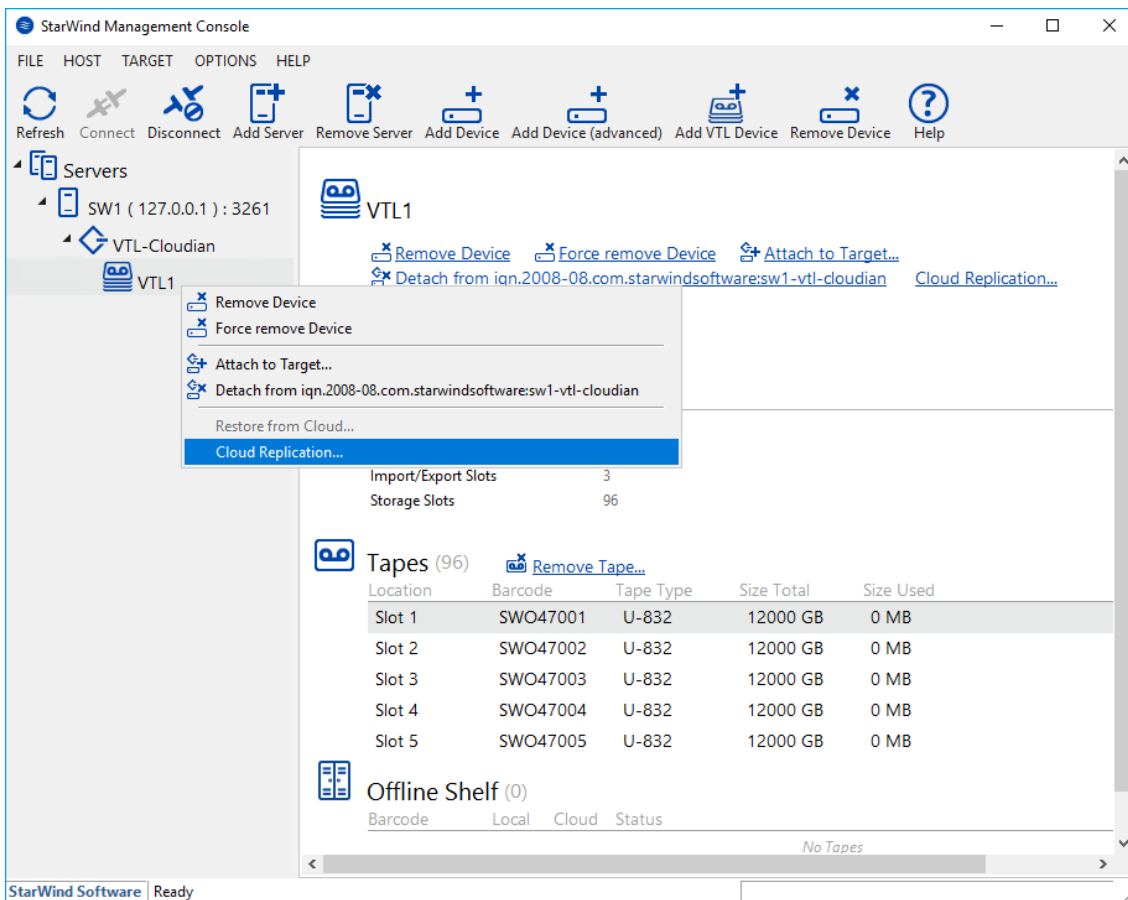 StarWind Management Console
FILE HOST TARGET OPTIONS HELP
Refresh Connect Disconnect Add Server Remove Server Add Device Add Device (advanced) Add VTL Device Remove Device Help
Servers
SW1 ( 127.0.0.1 ) : 3261
VTL-Cloudian
VTL1
VTL1
Remove Device Force remove Device Attach to Target...
Detach from iqn.2008-08.com.starwindsoftware:sw1-vtl-cloudian Cloud Replication...
Remove Device
Force remove Device
Attach to Target...
Detach from iqn.2008-08.com.starwindsoftware:sw1-vtl-cloudian
Restore from Cloud...
Cloud Replication...
Import/Export Slots 3
Storage Slots 96
Tapes (96) Remove Tape...
Location Barcode Tape Type Size Total Size Used
Slot 1 SWO47001 U-832 12000 GB 0 MB
Slot 2 SWO47002 U-832 12000 GB 0 MB
Slot 3 SWO47003 U-832 12000 GB 0 MB
Slot 4 SWO47004 U-832 12000 GB 0 MB
Slot 5 SWO47005 U-832 12000 GB 0 MB
Offline Shelf (0)
Barcode Local Cloud Status
No Tapes
StarWind Software Ready